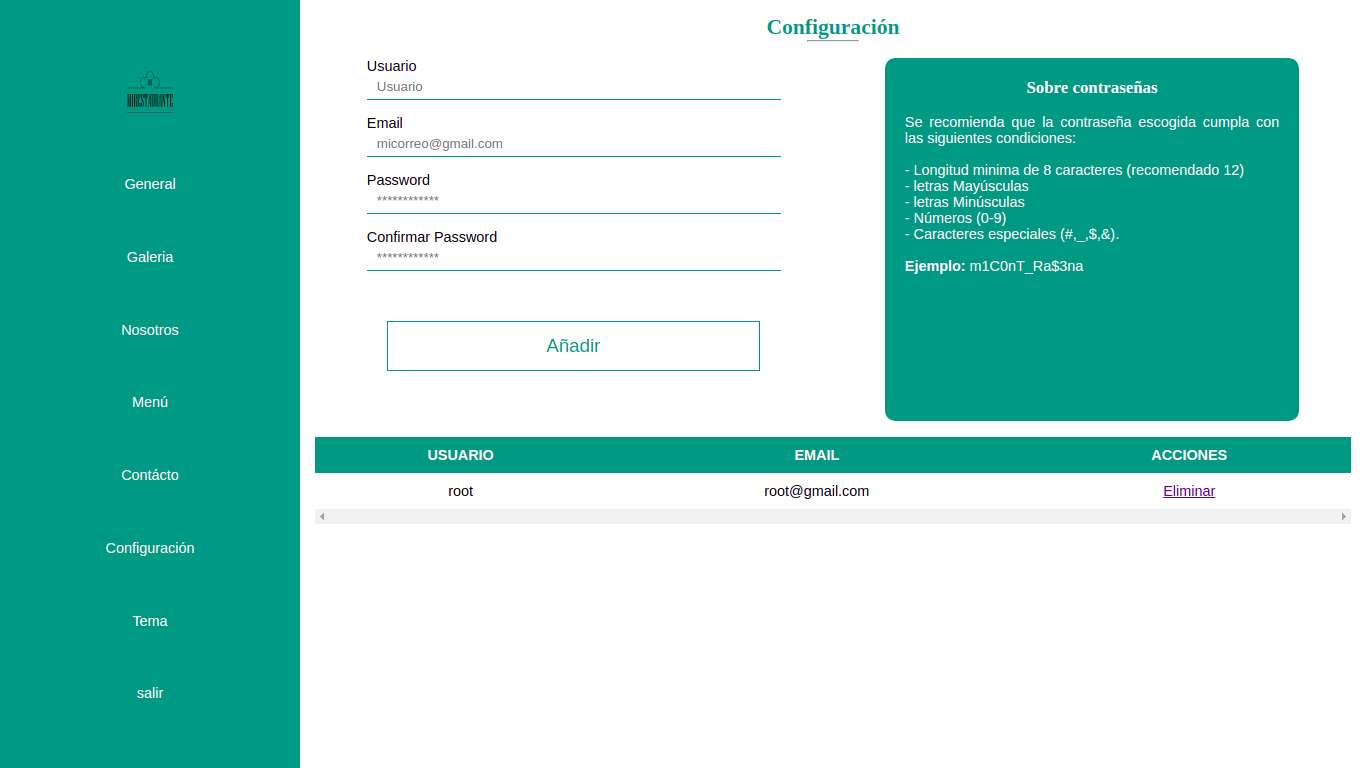 MIRESTAURANTE
General
Galeria
Nosotros
Menú
Contácto
Configuración
Tema
salir
Configuración
Usuario
Usuario
Email
micorreo@gmail.com
Password
************
Confirmar Password
************
Añadir
Sobre contraseñas
Se recomienda que la contraseña escogida cumpla con
las siguientes condiciones:
- Longitud minima de 8 caracteres (recomendado 12)
- letras Mayúsculas
- letras Minúsculas
- Números (0-9)
- Caracteres especiales (#,_,$,&).
Ejemplo: m1C0nT_Ra$3na
USUARIO EMAIL ACCIONES
root root@gmail.com Eliminar